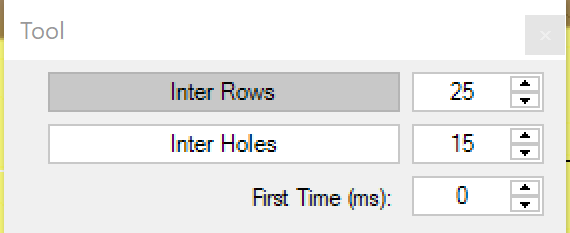 Tool
Inter Rows 25
Inter Holes 15
First Time (ms): 0